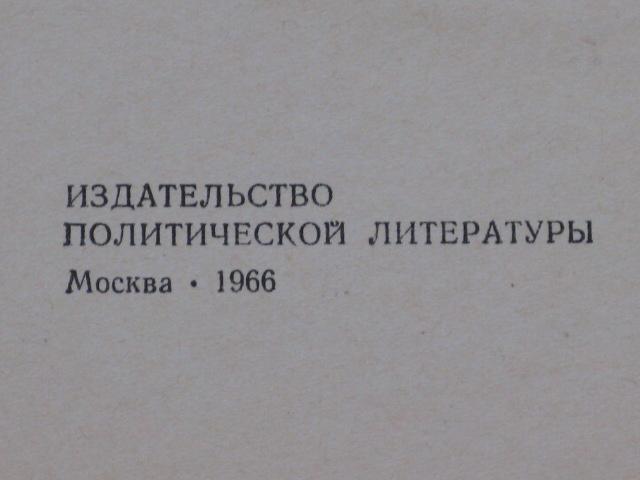 ИЗДАТЕЛЬСТВО
ПОЛИТИЧЕСКОЙ ЛИТЕРАТУРЫ
Москва • 1966